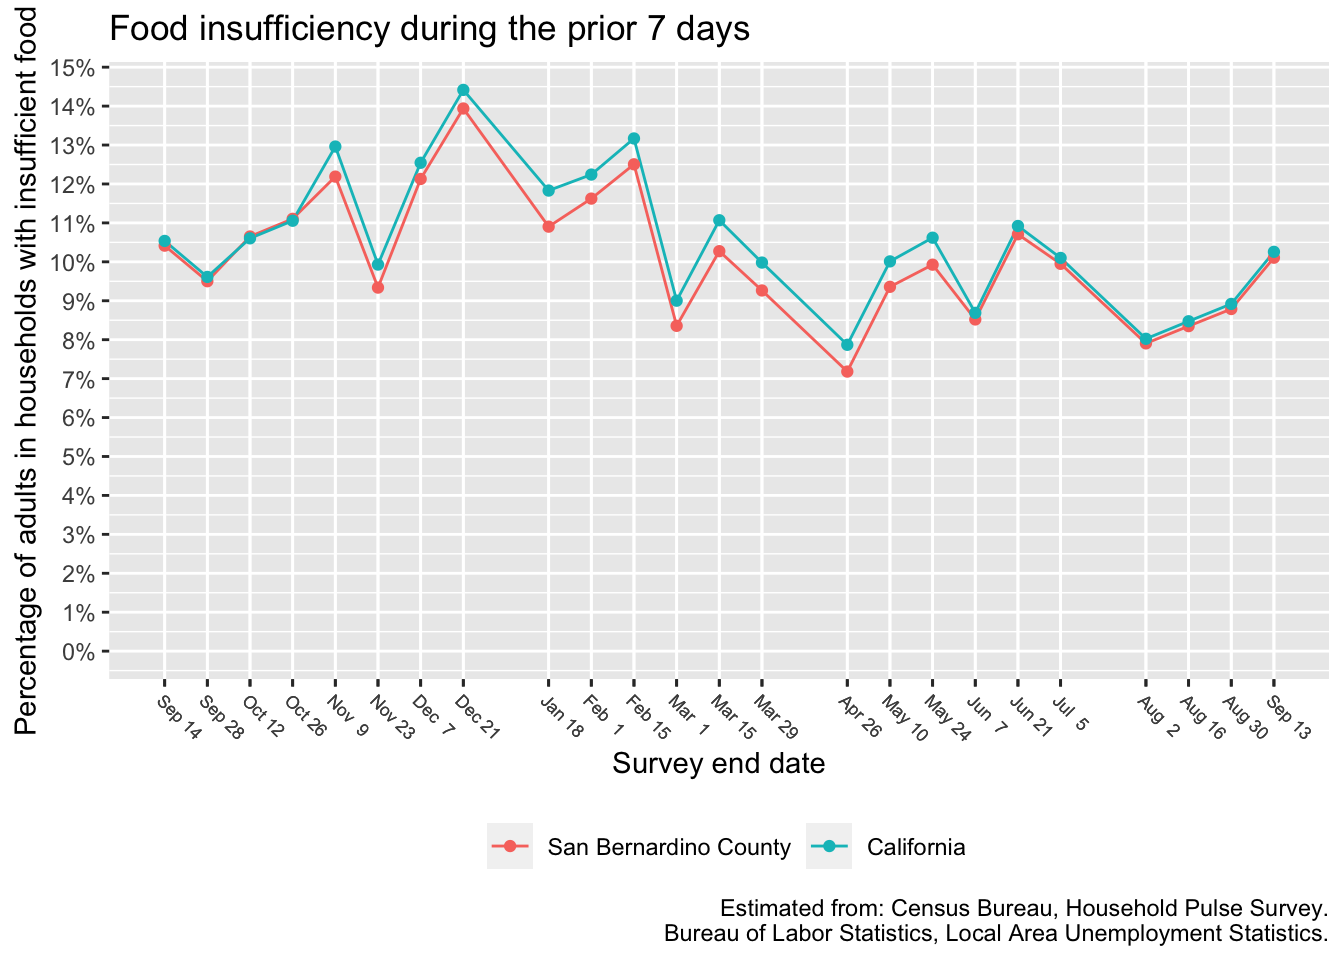 Food insufficiency during the prior 7 days
Percentage of adults in households with insufficient food
15%
14%
13%
12%
11%
10%
9%
8%
7%
6%
5%
4%
3%
2%
1%
0%
Sep 14
Sep 28
Oct 12
Oct 26
Nov 9
Nov 23
Dec 7
Dec 21
Jan 18
Feb 1
Feb 15
Mar 1
Mar 15
Mar 29
Apr 26
May 10
May 24
Jun 7
Jun 21
Jul 5
Aug 2
Aug 16
Aug 30
Sep 13
Survey end date
San Bernardino County
California
Estimated from: Census Bureau, Household Pulse Survey.
Bureau of Labor Statistics, Local Area Unemployment Statistics.